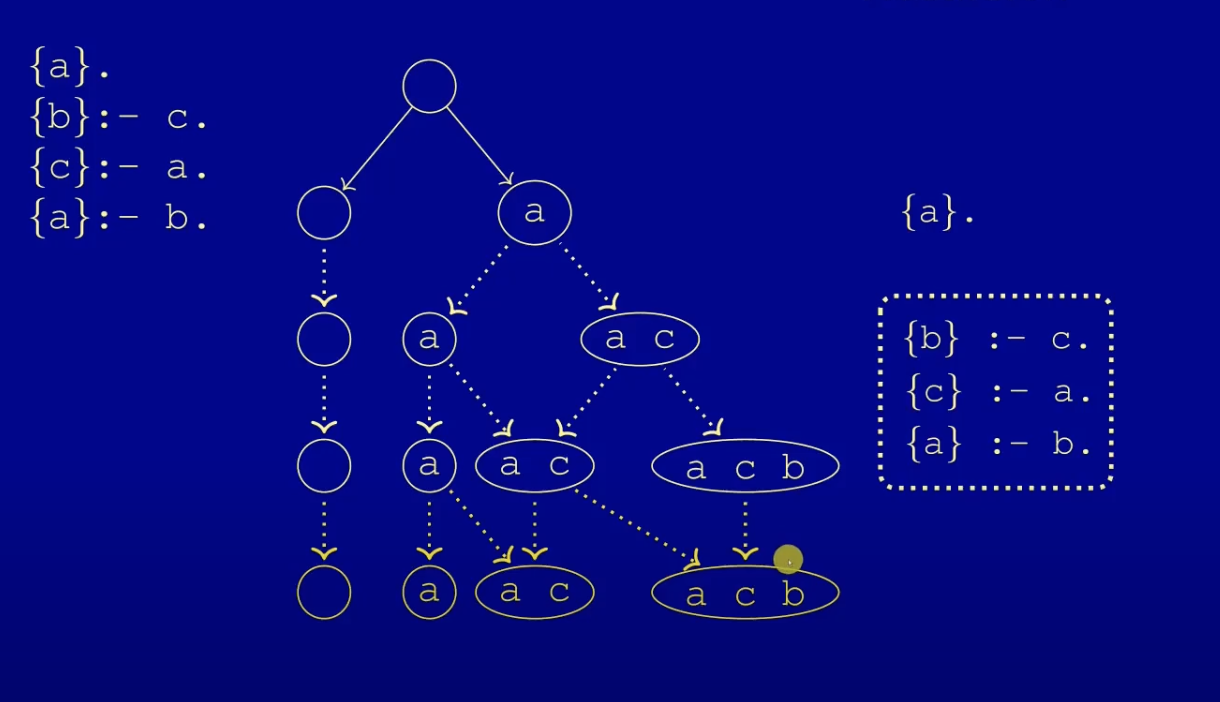 {a}.
{b}:- c.
{c}:- a.
{a}:- b.
a
a
a c
a
a c
a c b
a
a c
a c b
{a}.
{b} :- c.
{c} :- a.
{a} :- b.